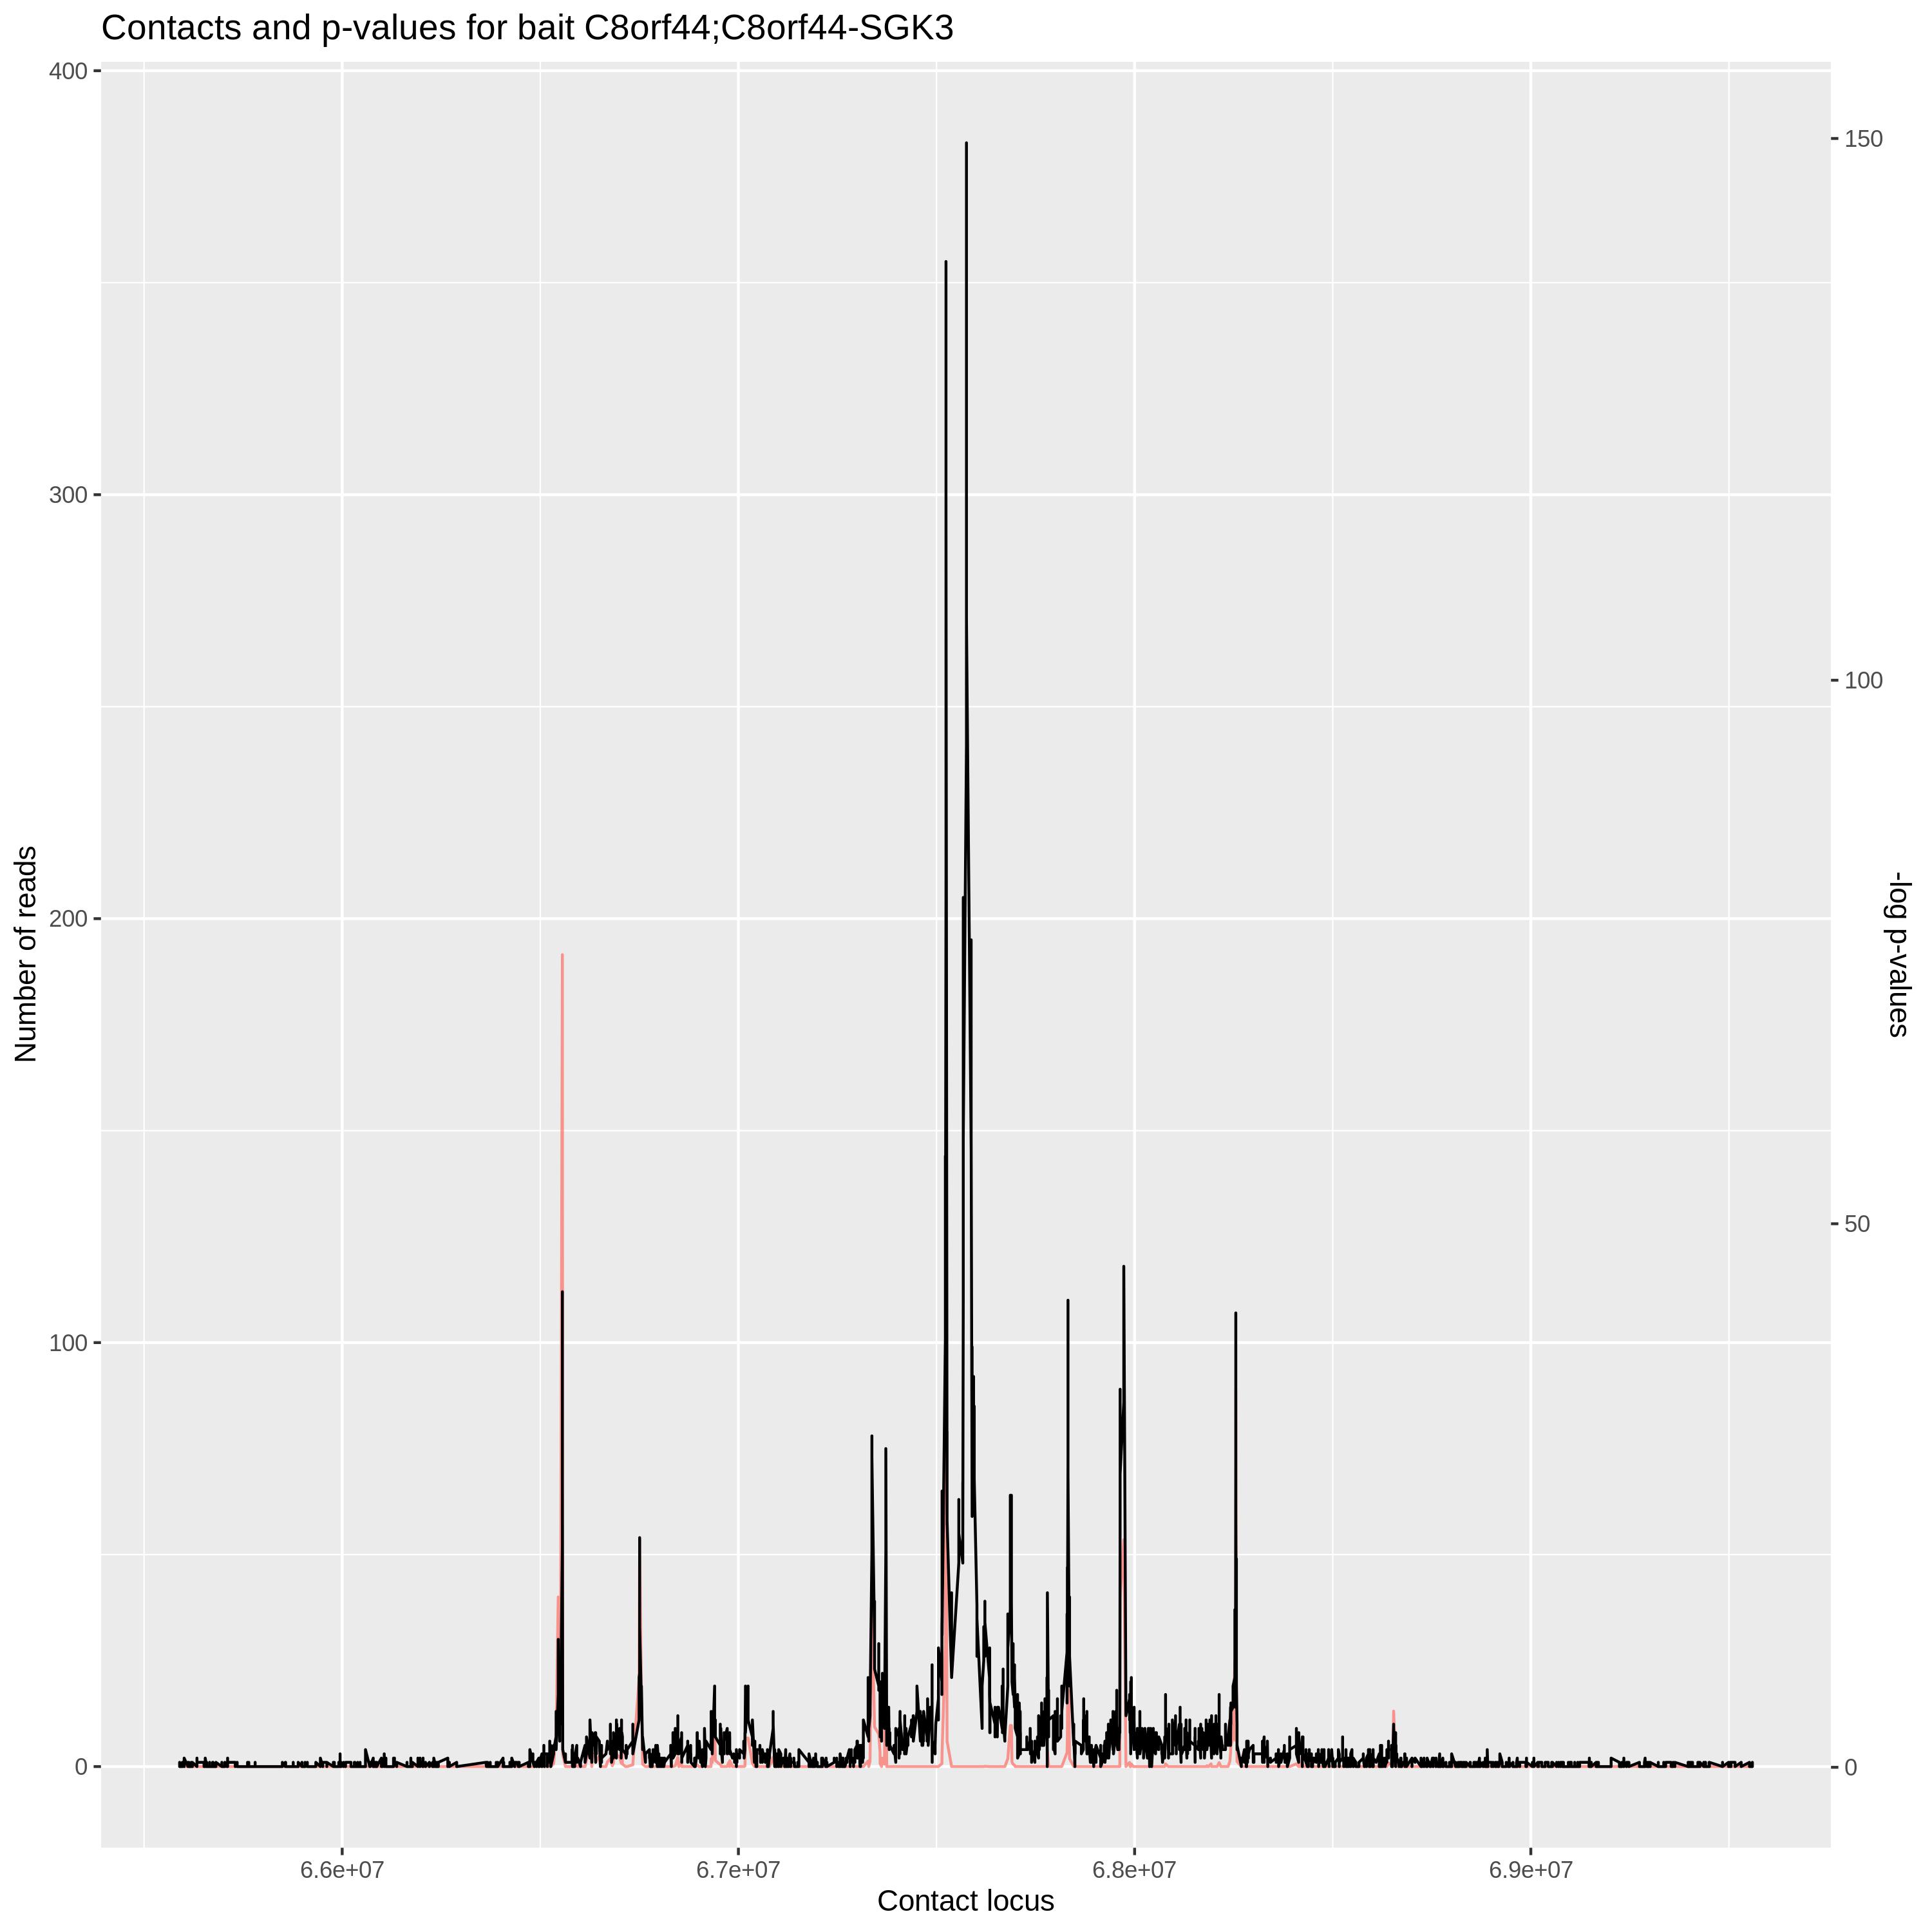 Contacts and p-values for bait C8orf44;C8orf44-SGK3
400
300
200
100
0
Number of reads
150
100
50
0
-log p-values
6.6e+07 6.7e+07 6.8e+07 6.9e+07
Contact locus